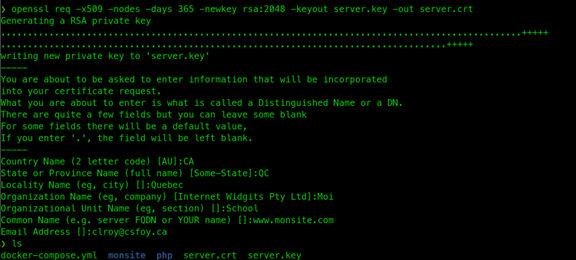 ❯ openssl req -x509 -nodes -days 365 -newkey rsa:2048 -keyout server.key -out server.crt
Generating a RSA private key
.......................................................................................+++++
..........................................................................+++++
writing new private key to 'server.key'
-----
You are about to be asked to enter information that will be incorporated
into your certificate request.
What you are about to enter is what is called a Distinguished Name or a DN.
There are quite a few fields but you can leave some blank
For some fields there will be a default value,
If you enter '.', the field will be left blank.
-----
Country Name (2 letter code) [AU]:CA
State or Province Name (full name) [Some-State]:QC
Locality Name (eg, city) []:Quebec
Organization Name (eg, company) [Internet Widgits Pty Ltd]:Moi
Organizational Unit Name (eg, section) []:School
Common Name (e.g. server FQDN or YOUR name) []:www.monsite.com
Email Address []:clroy@csfoy.ca
❯ ls
docker-compose.yml  monsite  php  server.crt  server.key